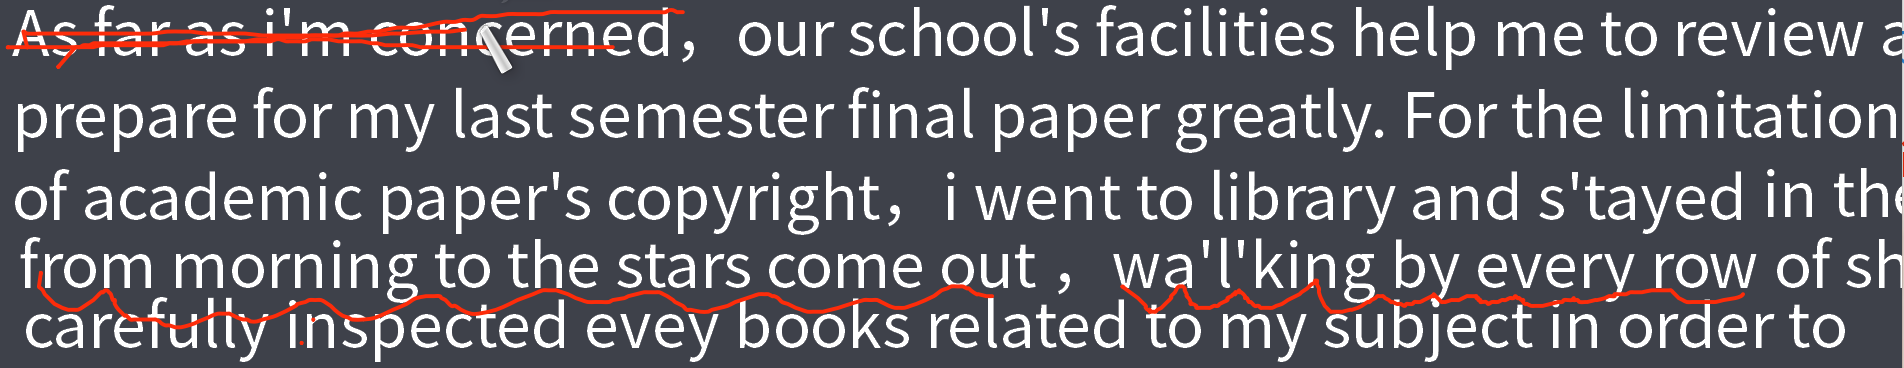 As far as i'm concerned，our school's facilities help me to review a
prepare for my last semester final paper greatly. For the limitation
of academic paper's copyright，i went to library and s'tayed in the
from morning to the stars come out ，wa'l'king by every row of sh
carefully inspected evey books related to my subject in order to